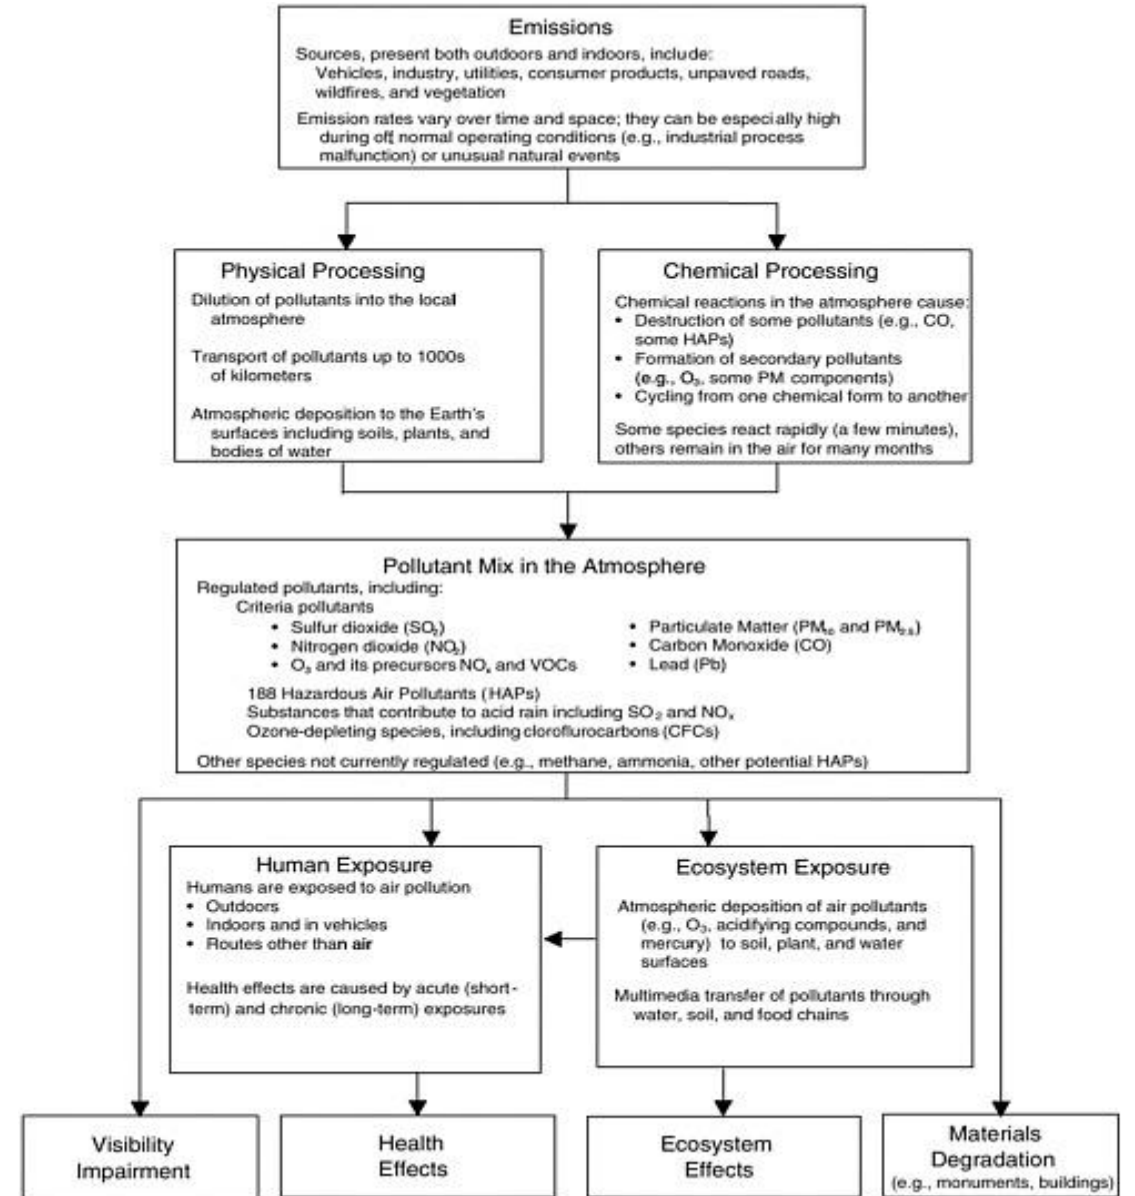 Emissions
Sources, present both outdoors and indoors, include:
Vehicles, industry, utilities, consumer products, unpaved roads,
wildfires, and vegetation
Emission rates vary over time and space; they can be especially high
during off, normal operating conditions (e.g., industrial process
malfunction) or unusual natural events
Physical Processing
Dilution of pollutants into the local
atmosphere
Transport of pollutants up to 1000s
of kilometers
Atmospheric deposition to the Earth's
surfaces including soils, plants, and
bodies of water
Chemical Processing
Chemical reactions in the atmosphere cause:
• Destruction of some pollutants (e.g., CO,
some HAPs)
• Formation of secondary pollutants
(e.g., O₃, some PM components)
• Cycling from one chemical form to another
Some species react rapidly (a few minutes),
others remain in the air for many months
Pollutant Mix in the Atmosphere
Regulated pollutants, including:
Criteria pollutants
• Sulfur dioxide (SO₂)
• Nitrogen dioxide (NO₂)
• O₃ and its precursors NOₓ and VOCs
• Particulate Matter (PM₁₀ and PM₂.₅)
• Carbon Monoxide (CO)
• Lead (Pb)
188 Hazardous Air Pollutants (HAPs)
Substances that contribute to acid rain including SO₂ and NOₓ
Ozone-depleting species, including cloroflurocarbons (CFCs)
Other species not currently regulated (e.g., methane, ammonia, other potential HAPs)
Human Exposure
Humans are exposed to air pollution
• Outdoors
• Indoors and in vehicles
• Routes other than air
Health effects are caused by acute (short-
term) and chronic (long-term) exposures
Ecosystem Exposure
Atmospheric deposition of air pollutants
(e.g., O₃, acidifying compounds, and
mercury) to soil, plant, and water
surfaces
Multimedia transfer of pollutants through
water, soil, and food chains
Visibility
Impairment
Health
Effects
Ecosystem
Effects
Materials
Degradation
(e.g., monuments, buildings)